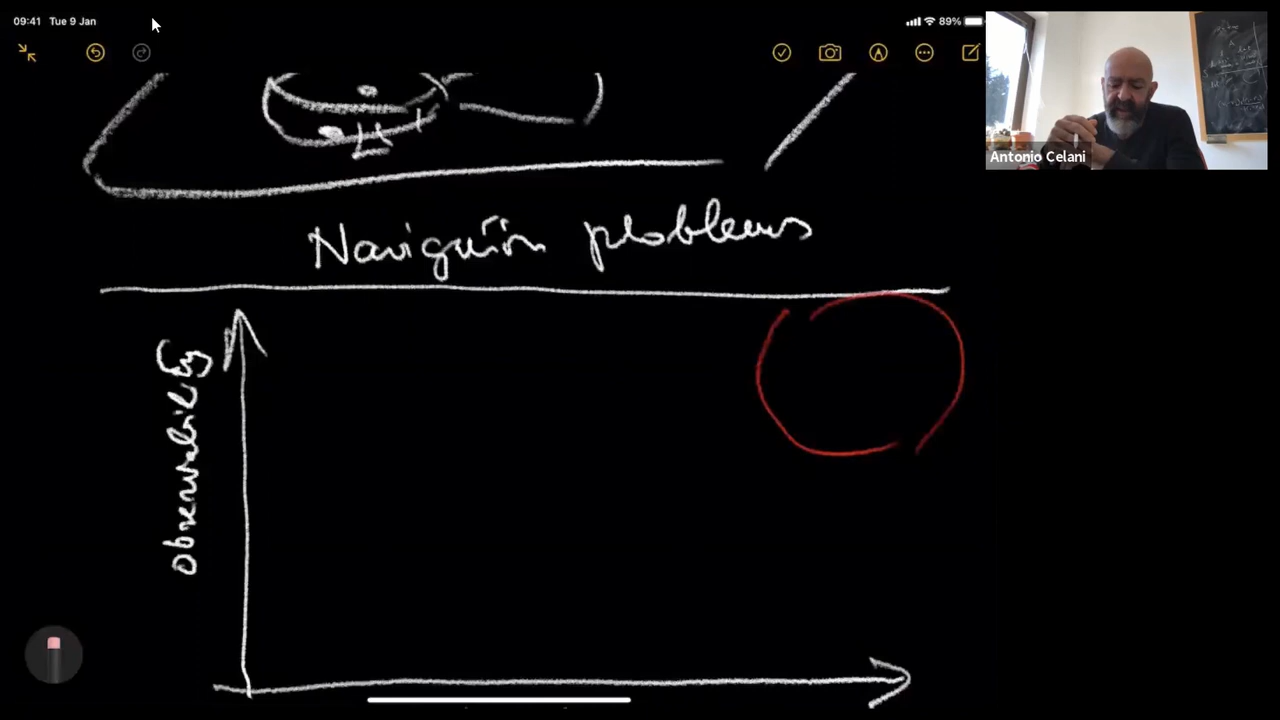 09:41 Tue 9 Jan 89%
Antonio Celani
Navigation problems
observability